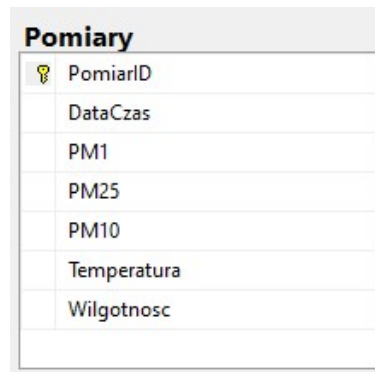 Pomiary
PomiarID
DataCzas
PM1
PM25
PM10
Temperatura
Wilgotnosc